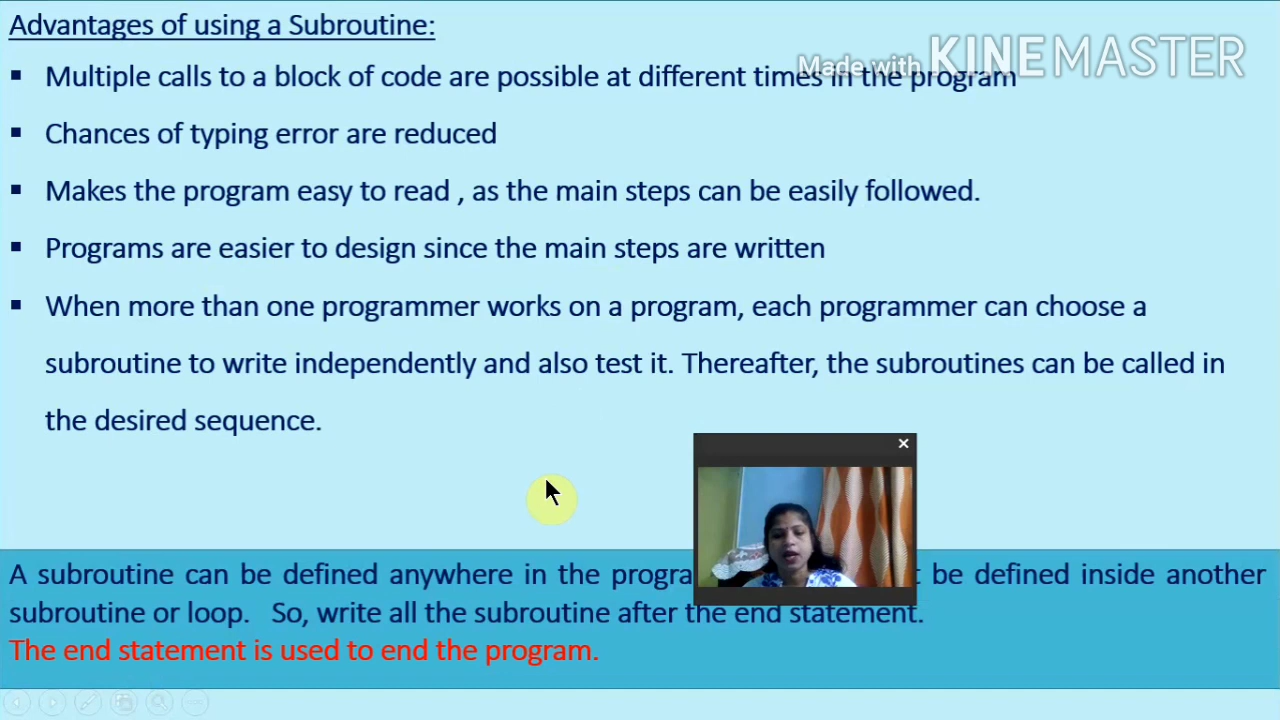 Advantages of using a Subroutine:
Made with KINEMASTER
▪ Multiple calls to a block of code are possible at different times in the program
▪ Chances of typing error are reduced
▪ Makes the program easy to read , as the main steps can be easily followed.
▪ Programs are easier to design since the main steps are written
▪ When more than one programmer works on a program, each programmer can choose a
subroutine to write independently and also test it. Thereafter, the subroutines can be called in
the desired sequence.
A subroutine can be defined anywhere in the be defined inside another
subroutine or loop. So, write all the subroutine after the end statement.
The end statement is used to end the program.